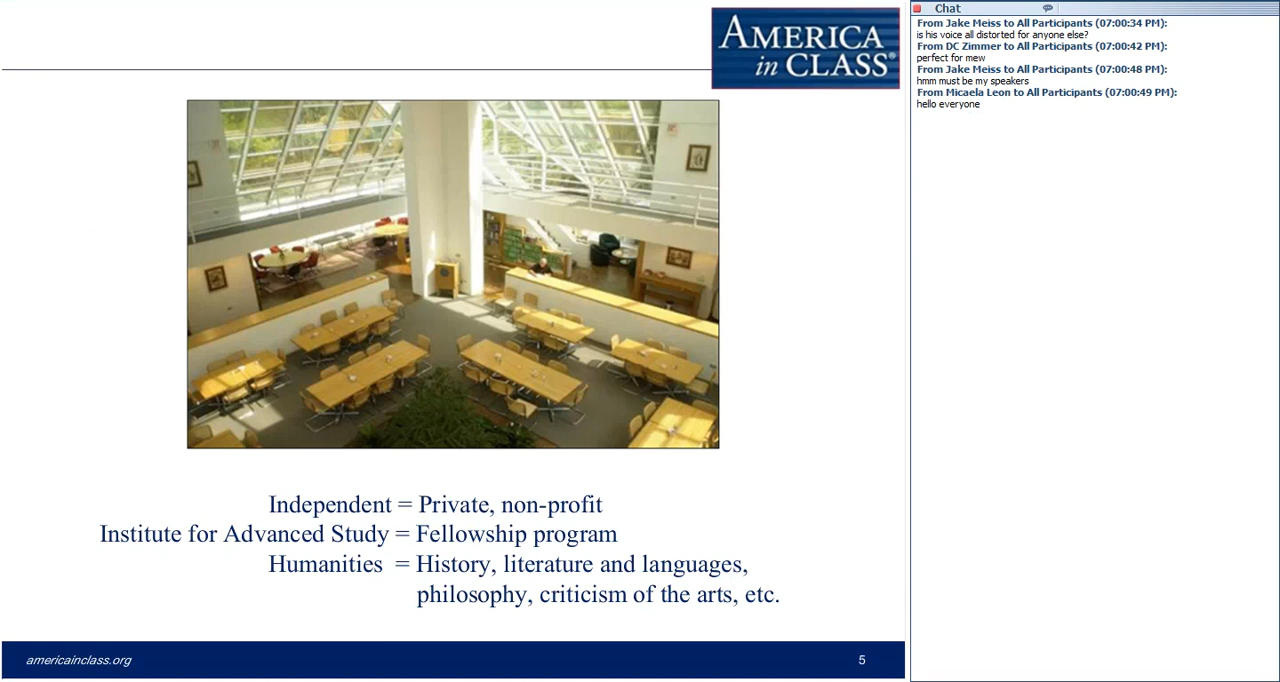 AMERICA
in CLASS®
Independent = Private, non-profit
Institute for Advanced Study = Fellowship program
Humanities = History, literature and languages,
philosophy, criticism of the arts, etc.
americainclass.org
5
Chat
From Jake Meiss to All Participants (07:00:34 PM):
is his voice all distorted for anyone else?
From DC Zimmer to All Participants (07:00:42 PM):
perfect for mew
From Jake Meiss to All Participants (07:00:48 PM):
hmm must be my speakers
From Micaela Leon to All Participants (07:00:49 PM):
hello everyone